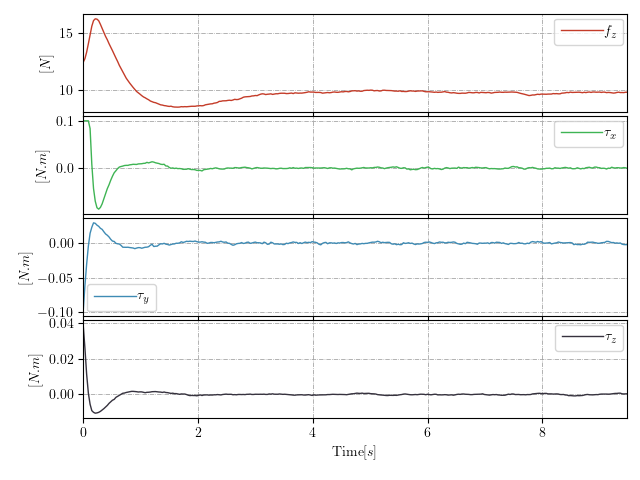 15
10
[N]
f_z
0.1
0.0
[N.m]
τ_x
0.00
−0.05
−0.10
[N.m]
τ_y
0.04
0.02
0.00
[N.m]
τ_z
0 2 4 6 8
Time[s]